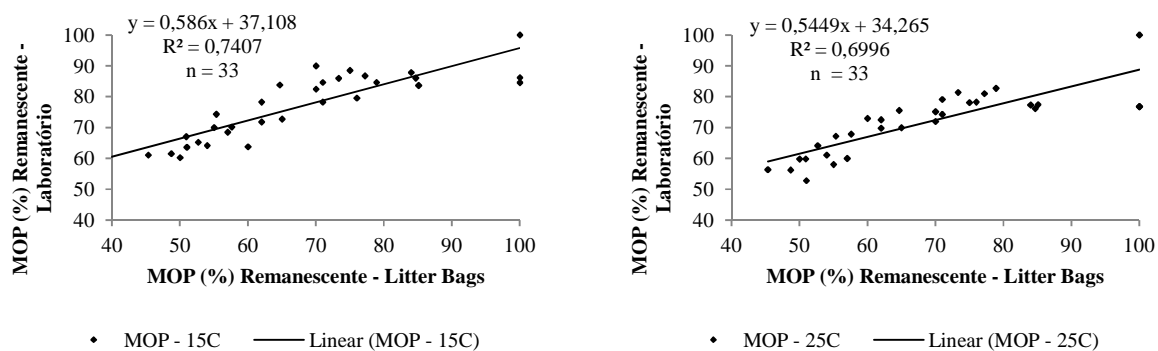 y = 0,586x + 37,108
R² = 0,7407
n = 33
100
90
80
70
60
50
40
MOP (%) Remanescente -
Laboratório
40 50 60 70 80 90 100
MOP (%) Remanescente - Litter Bags
MOP - 15C Linear (MOP - 15C)
y = 0,5449x + 34,265
R² = 0,6996
n = 33
100
90
80
70
60
50
40
MOP (%) Remanescente -
Laboratório
40 50 60 70 80 90 100
MOP (%) Remanescente - Litter Bags
MOP - 25C Linear (MOP - 25C)